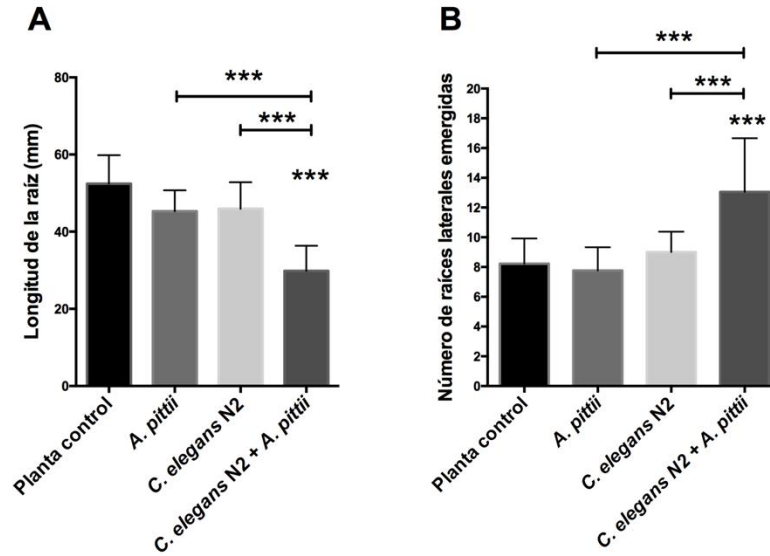 A
Longitud de la raíz (mm)
80
60
40
20
0
***
***
***
Planta control
A. pittii
C. elegans N2
C. elegans N2 + A. pittii
B
Número de raíces laterales emergidas
20
18
16
14
12
10
8
6
4
2
0
***
***
***
Planta control
A. pittii
C. elegans N2
C. elegans N2 + A. pittii